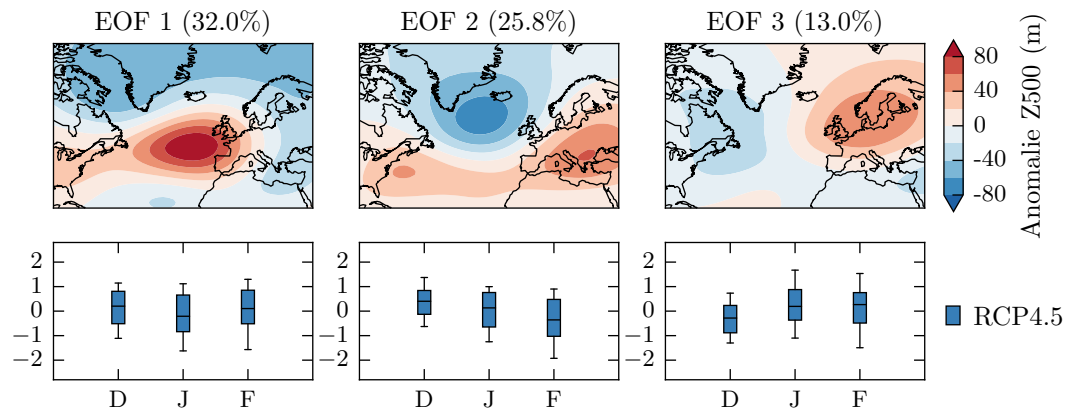 EOF 1 (32.0%) EOF 2 (25.8%) EOF 3 (13.0%)
80
40
0
-40
-80
Anomalie Z500 (m)
2 2 2
1 1 1
0 0 0
−1 −1 −1
−2 −2 −2
D J F D J F D J F
RCP4.5